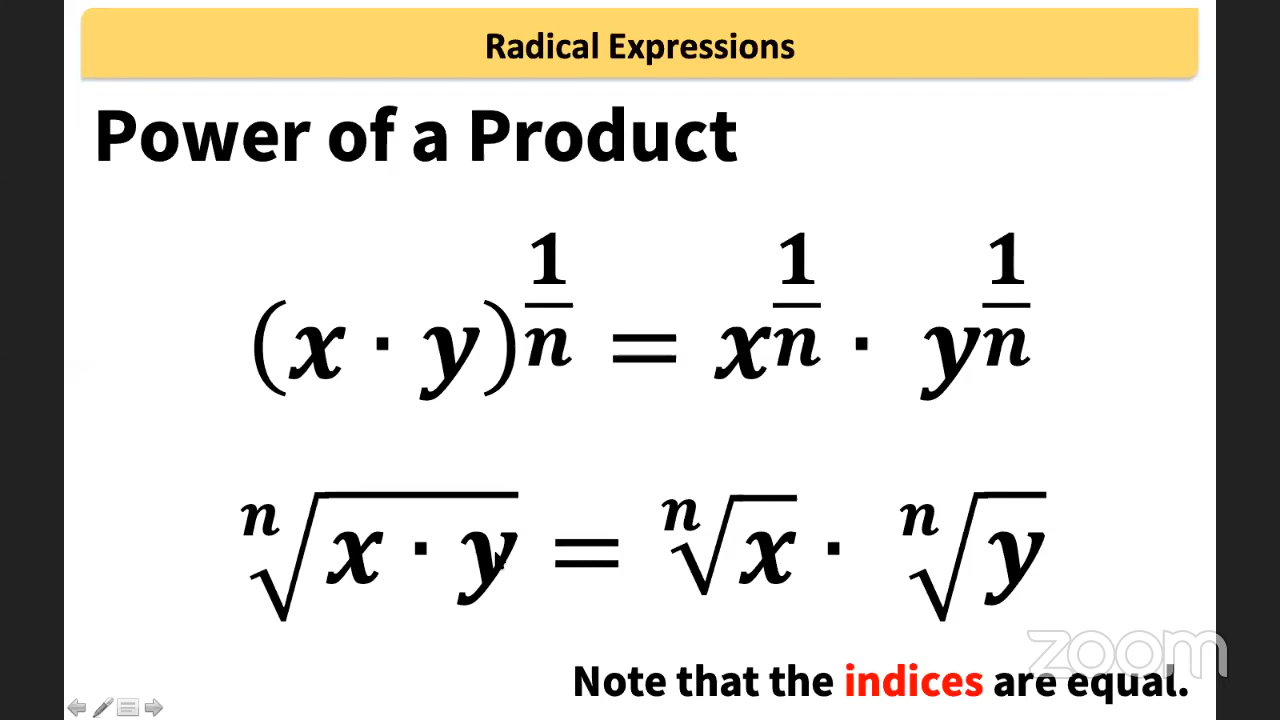 Radical Expressions
Power of a Product
(x · y)^{1/n} = x^{1/n} · y^{1/n}
ⁿ√(x · y) = ⁿ√x · ⁿ√y
zoom
Note that the indices are equal.